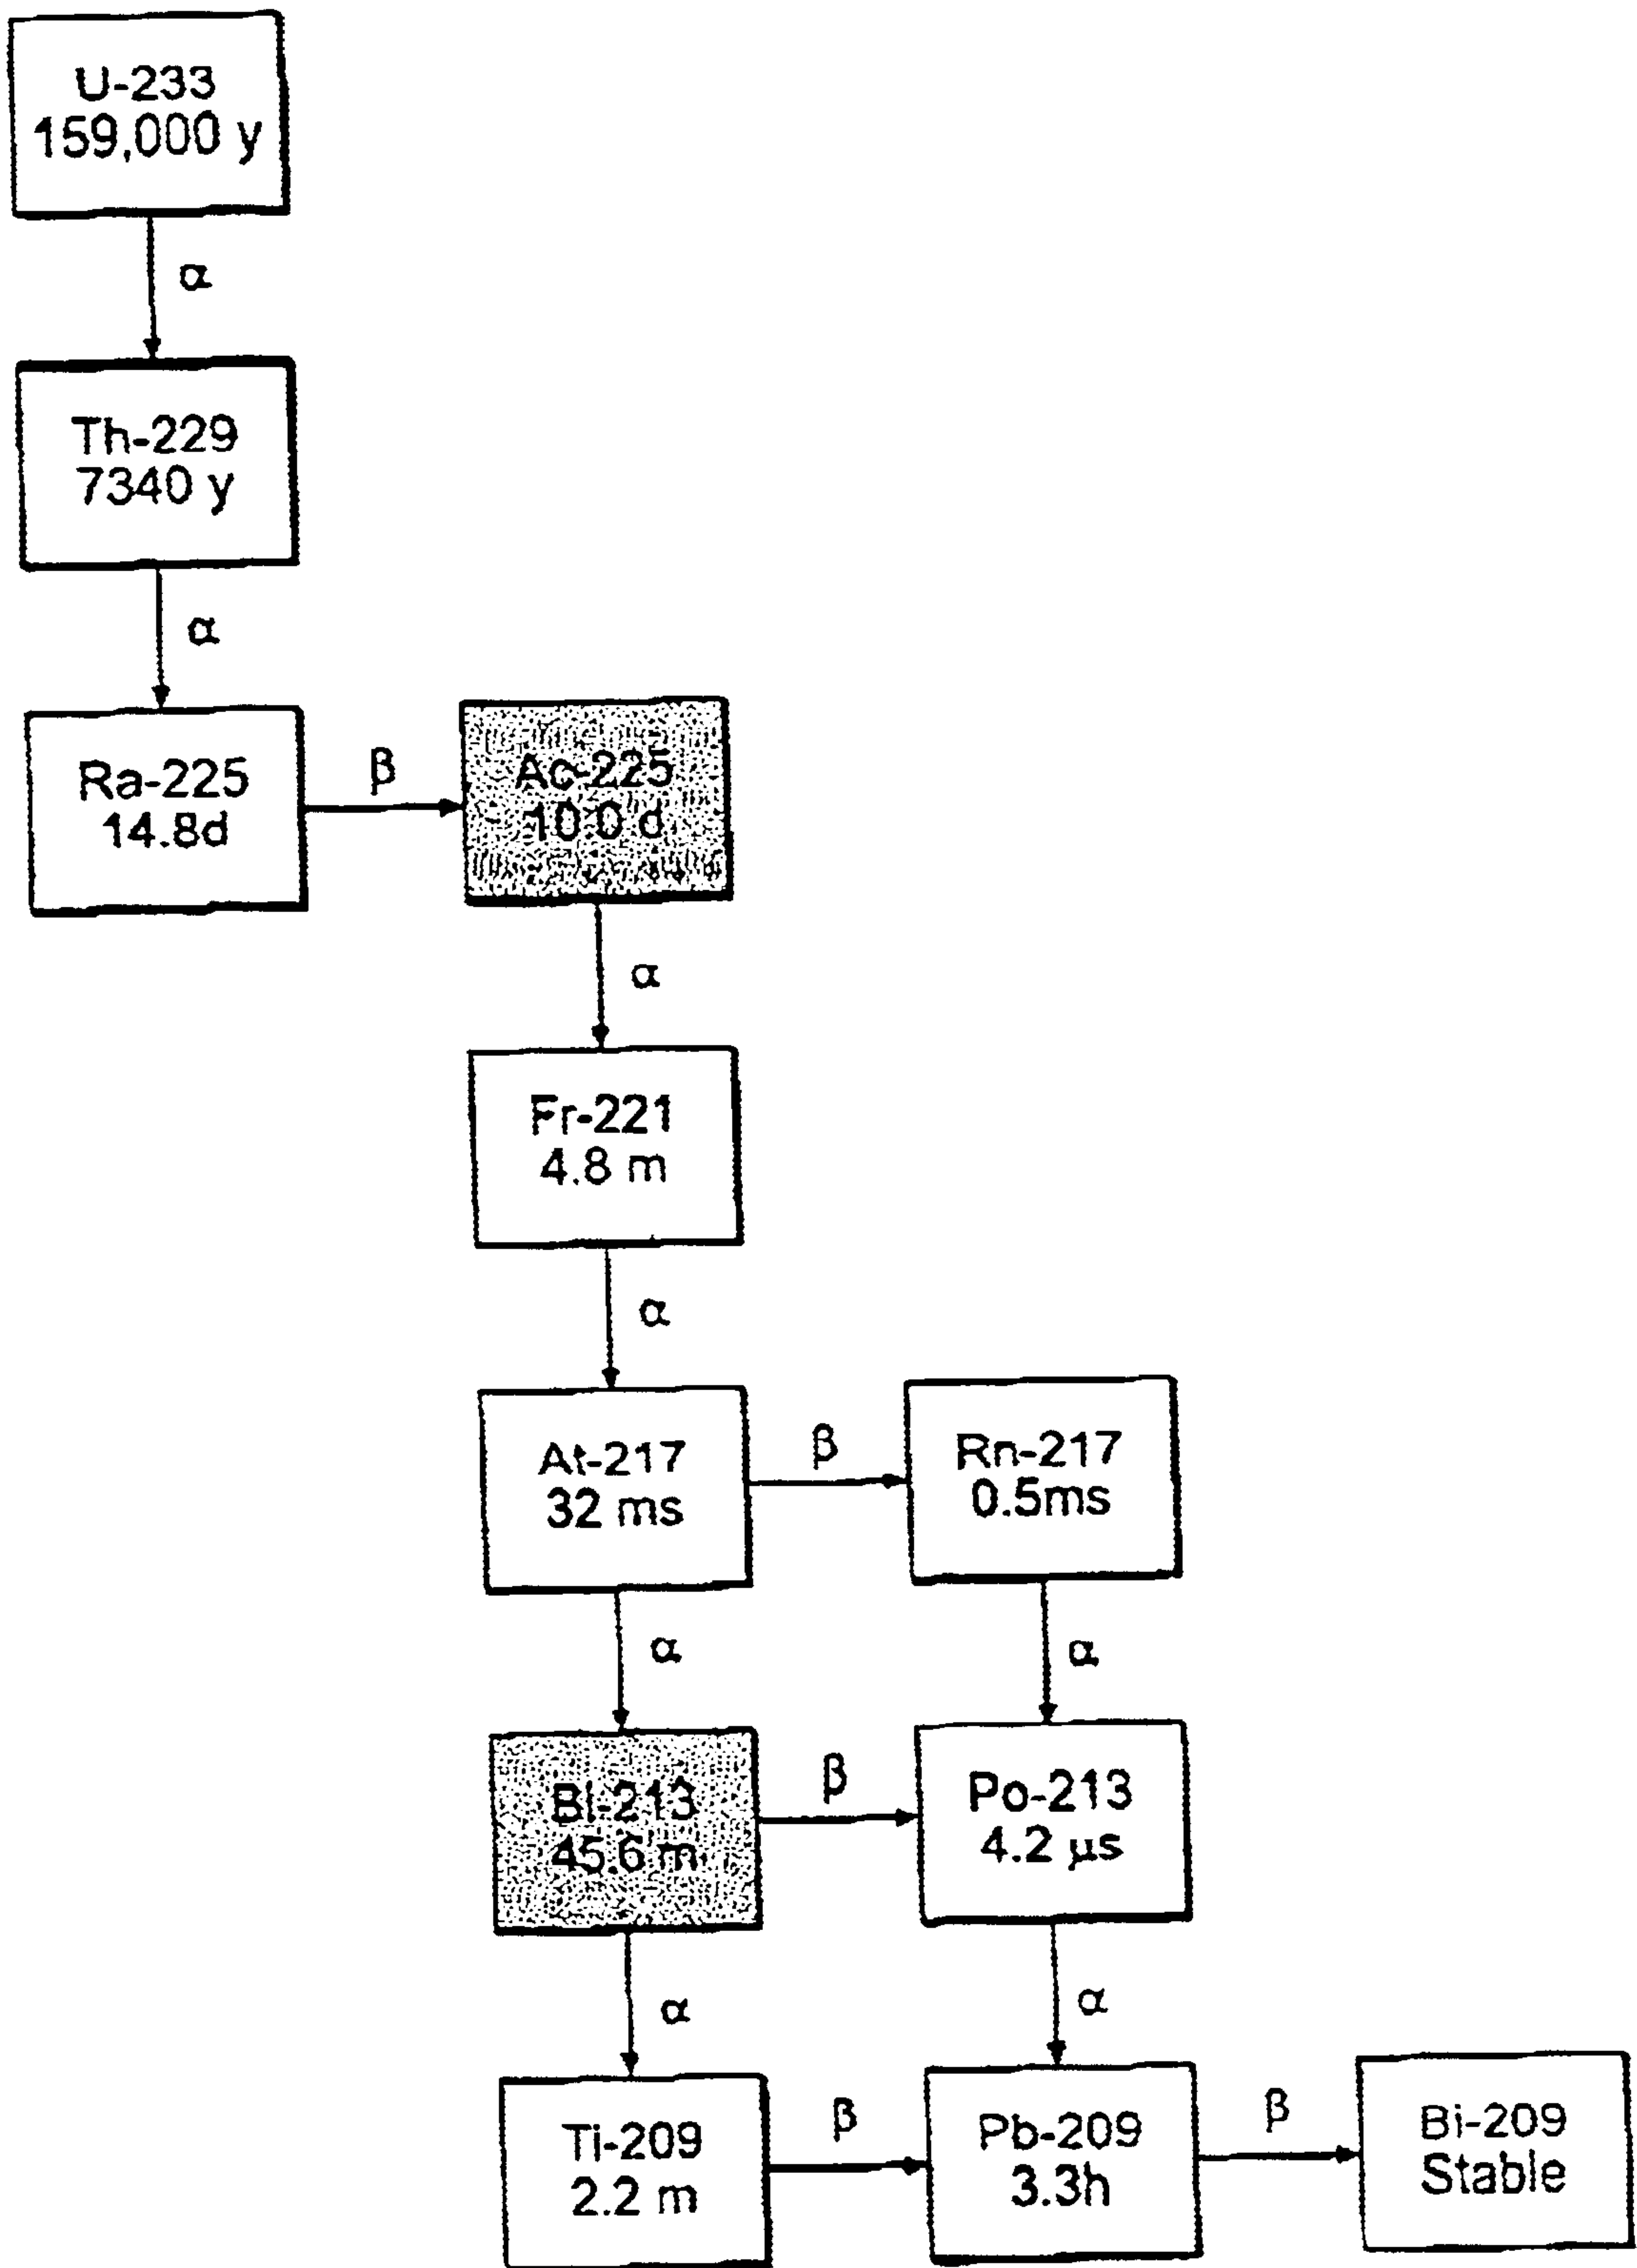 U-233
159,000 y
α
Th-229
7340 y
α
Ra-225
14.8d
β
Ac-225
10.0 d
α
Fr-221
4.8 m
α
At-217
32 ms
β
Rn-217
0.5ms
α
α
Bi-213
45.6 m
β
Po-213
4.2 µs
α
α
Ti-209
2.2 m
β
Pb-209
3.3h
β
Bi-209
Stable